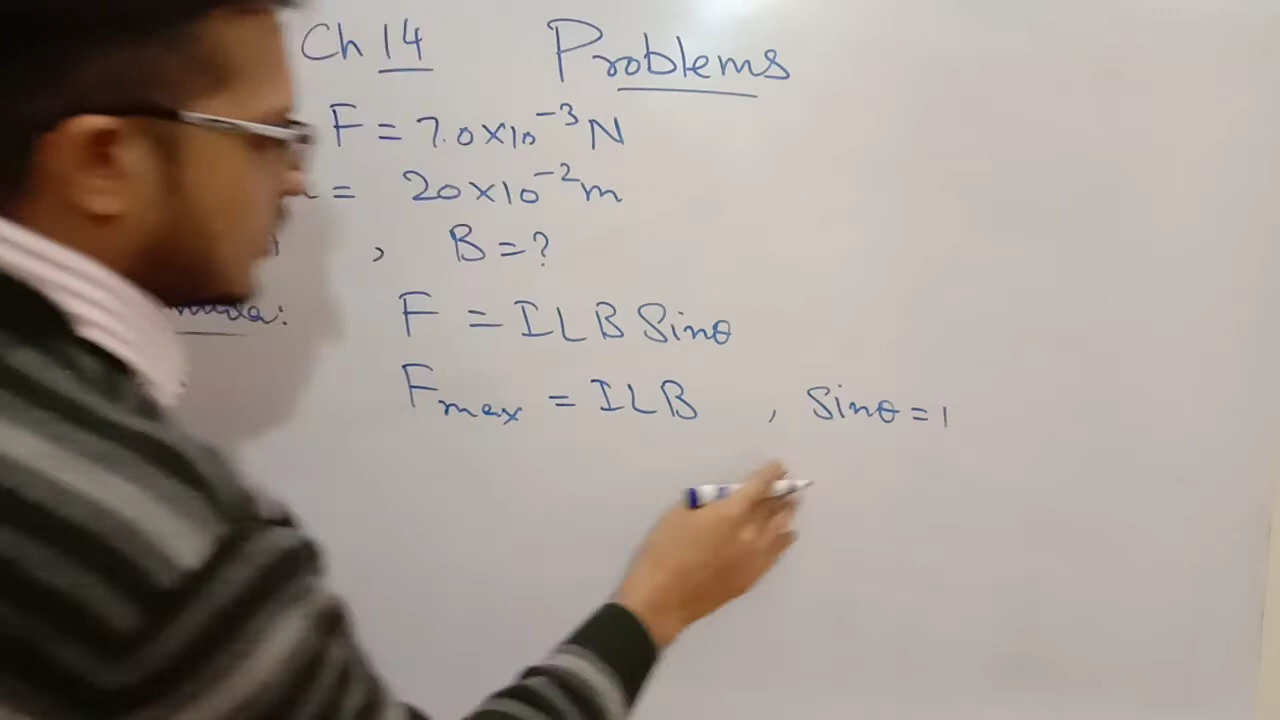 Ch 14 Problems
F = 7.0×10⁻³ N
= 20×10⁻² m
, B = ?
F = ILB Sinθ
Fmax = ILB , Sinθ = 1